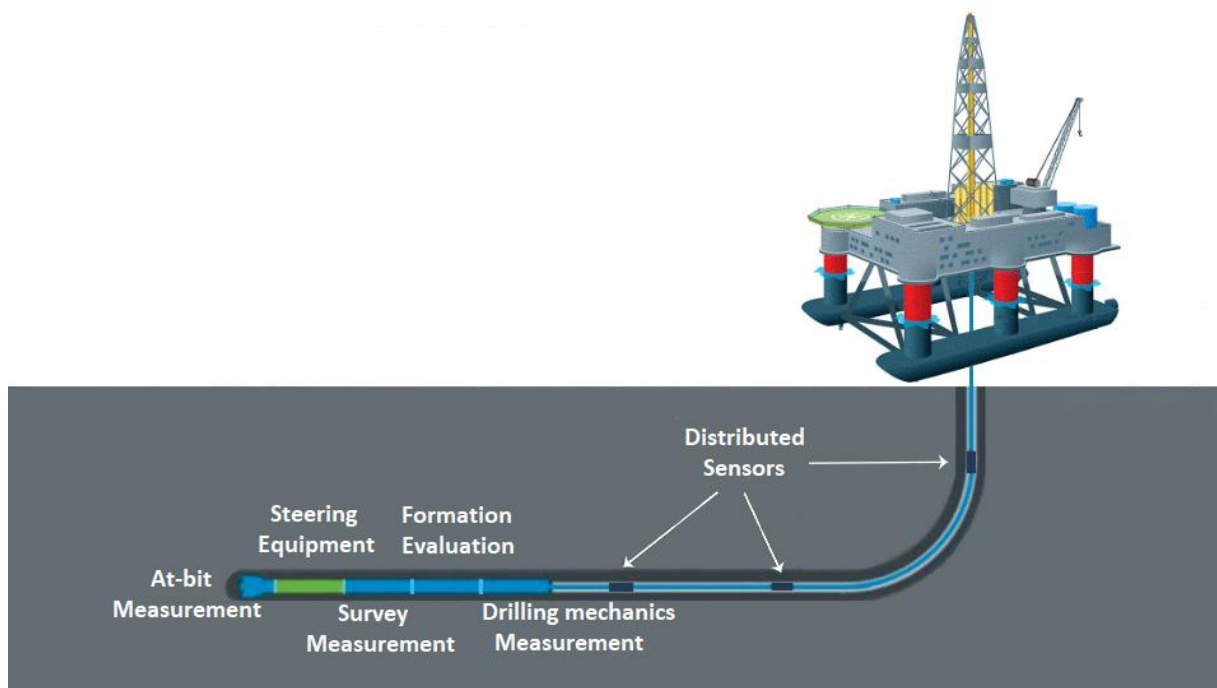 Distributed
Sensors
Steering
Equipment
Formation
Evaluation
At-bit
Measurement
Survey
Measurement
Drilling mechanics
Measurement